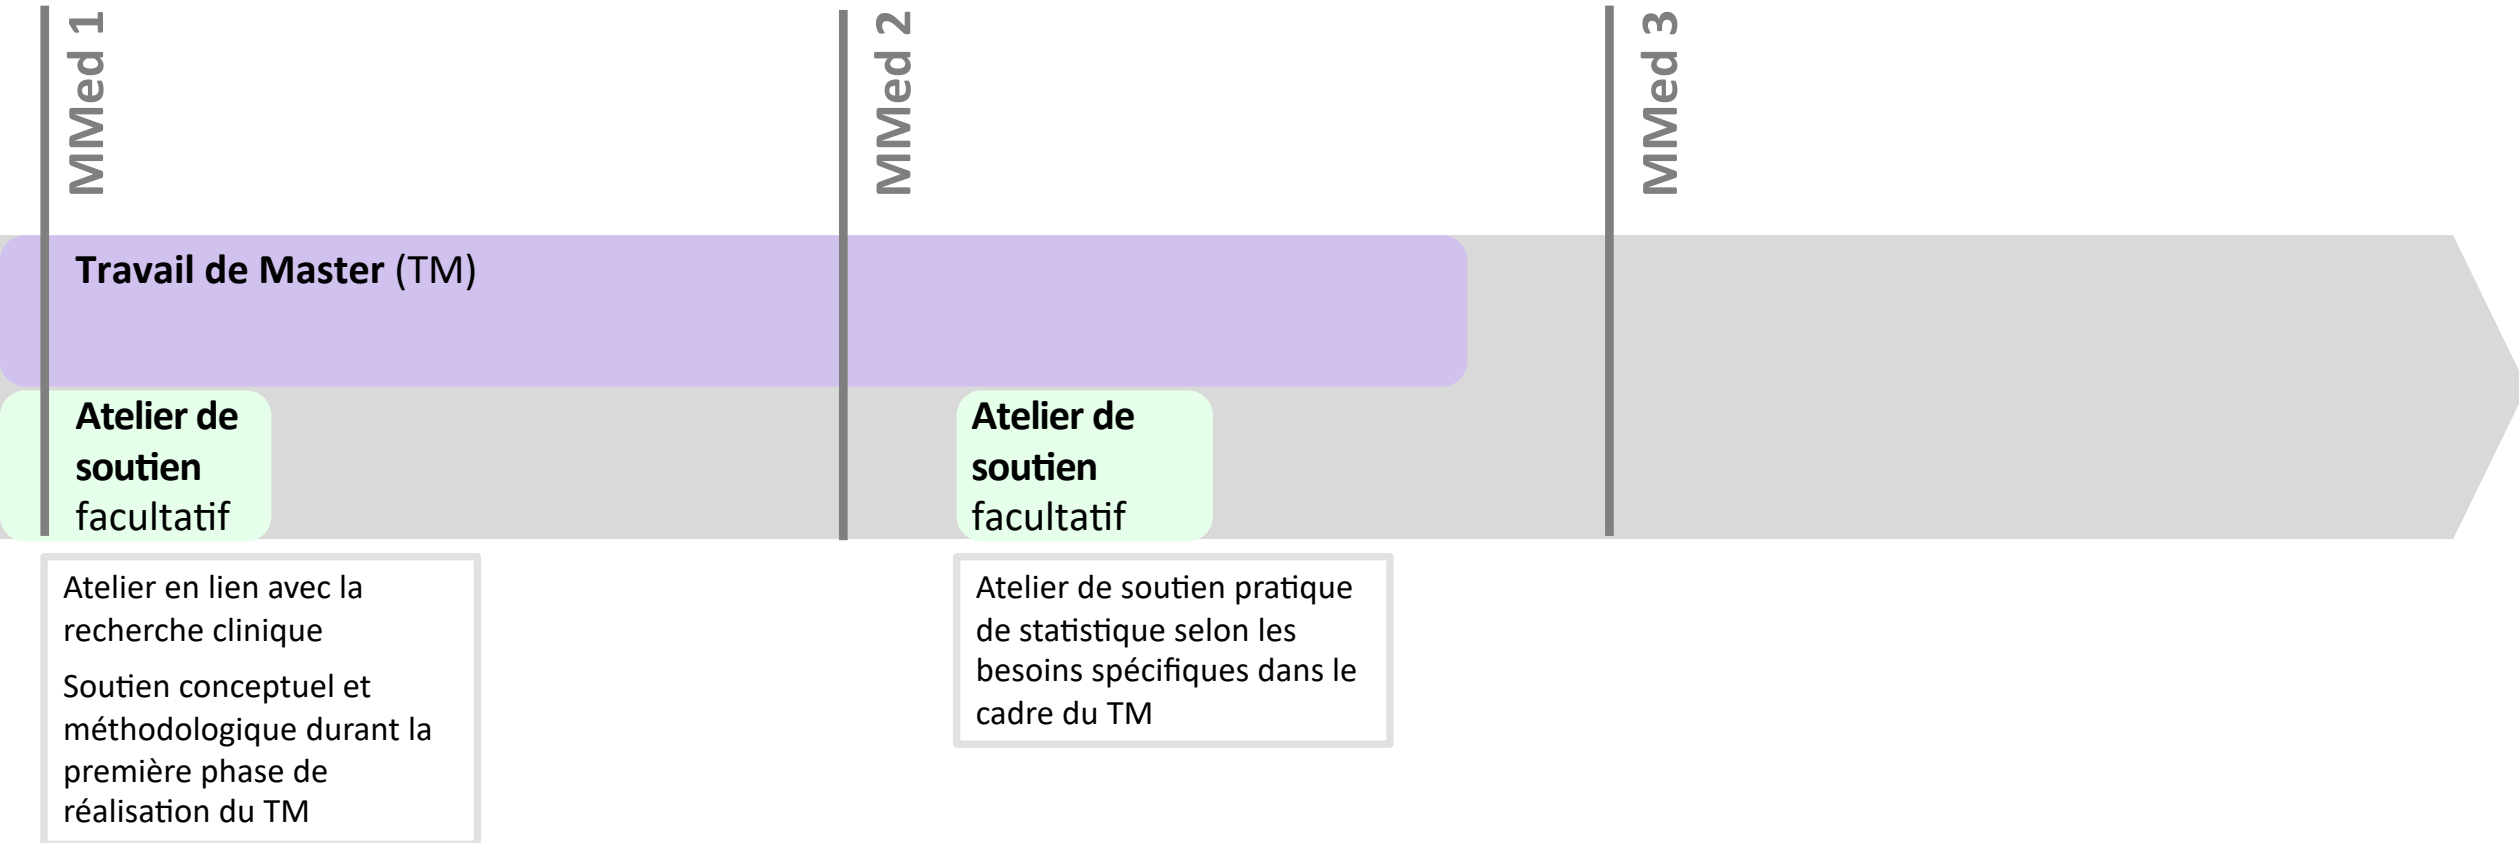 MMed 1
MMed 2
MMed 3
Travail de Master (TM)
Atelier de
soutien
facultatif
Atelier de
soutien
facultatif
Atelier en lien avec la
recherche clinique
Soutien conceptuel et
méthodologique durant la
première phase de
réalisation du TM
Atelier de soutien pratique
de statistique selon les
besoins spécifiques dans le
cadre du TM